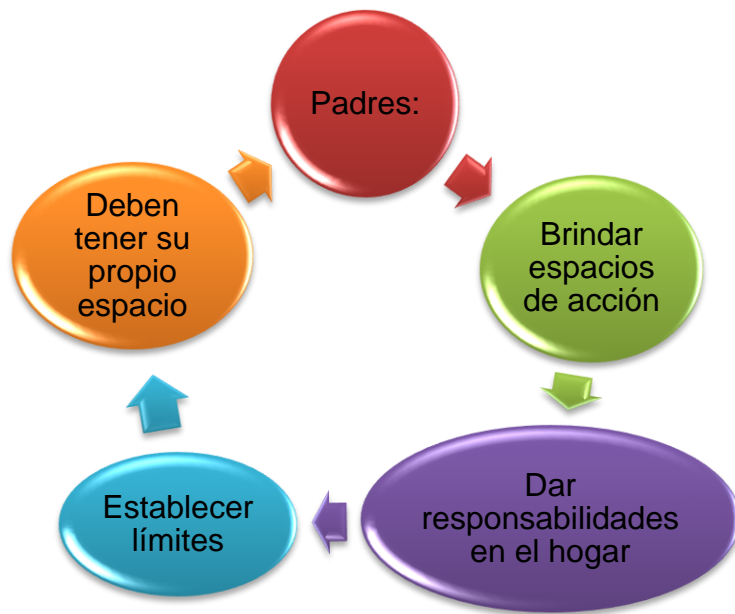 Padres:
Brindar
espacios
de acción
Dar
responsabilidades
en el hogar
Establecer
límites
Deben
tener su
propio
espacio